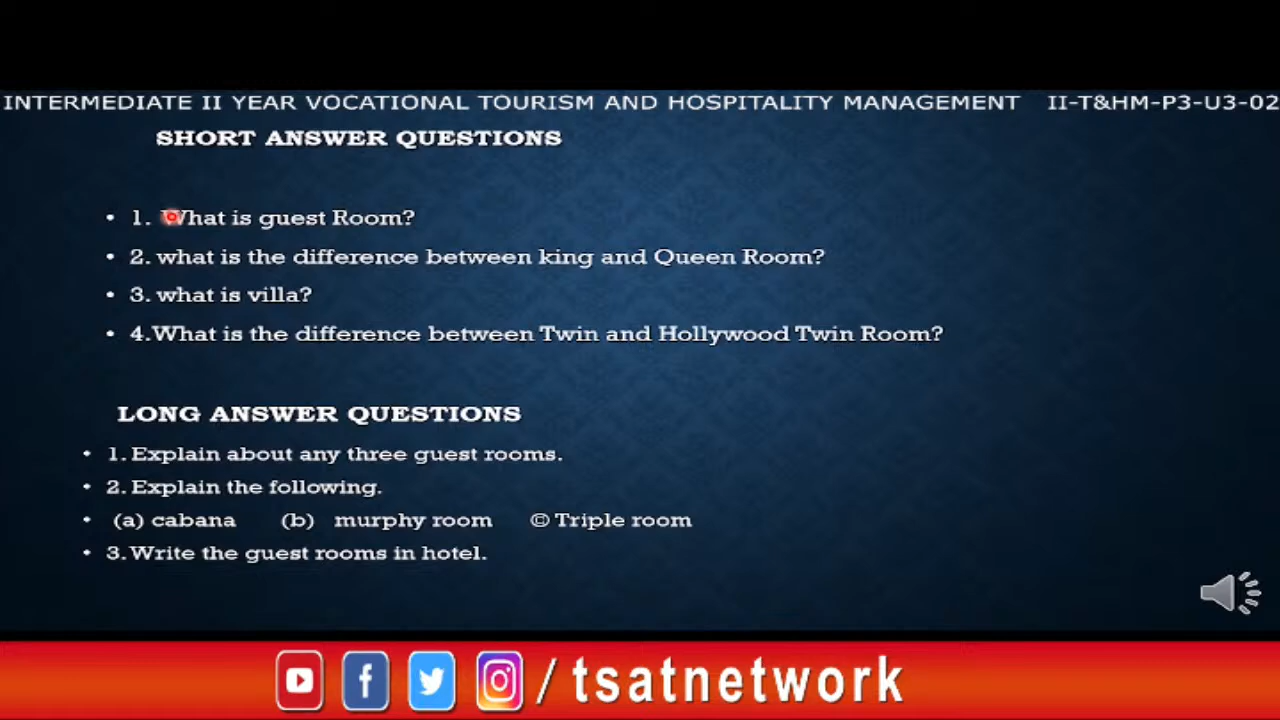 INTERMEDIATE II YEAR VOCATIONAL TOURISM AND HOSPITALITY MANAGEMENT II-T&HM-P3-U3-02
SHORT ANSWER QUESTIONS
• 1. What is guest Room?
• 2. what is the difference between king and Queen Room?
• 3. what is villa?
• 4.What is the difference between Twin and Hollywood Twin Room?
LONG ANSWER QUESTIONS
• 1. Explain about any three guest rooms.
• 2. Explain the following.
• (a) cabana (b) murphy room © Triple room
• 3. Write the guest rooms in hotel.
/ tsatnetwork